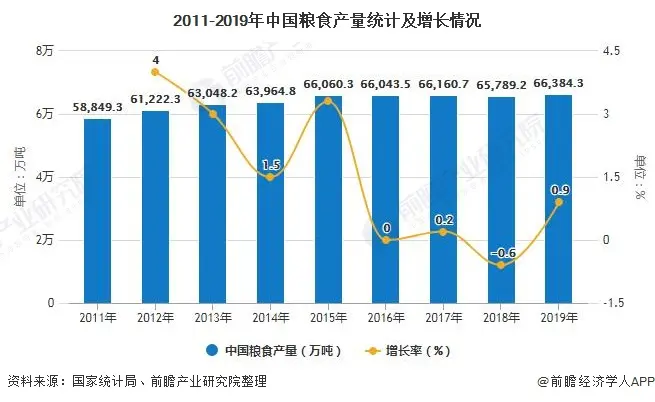 2011-2019年中国粮食产量统计及增长情况
8万
6万
4万
2万
0
单位：万吨
4.5
3
1.5
0
-1.5
单位：%
58,849.3
61,222.3
63,048.2
63,964.8
66,060.3
66,043.5
66,160.7
65,789.2
66,384.3
4
1.5
0
0.2
-0.6
0.9
2011年
2012年
2013年
2014年
2015年
2016年
2017年
2018年
2019年
中国粮食产量（万吨）
增长率（%）
资料来源：国家统计局、前瞻产业研究院整理
@前瞻经济学人APP
前瞻产业研究院